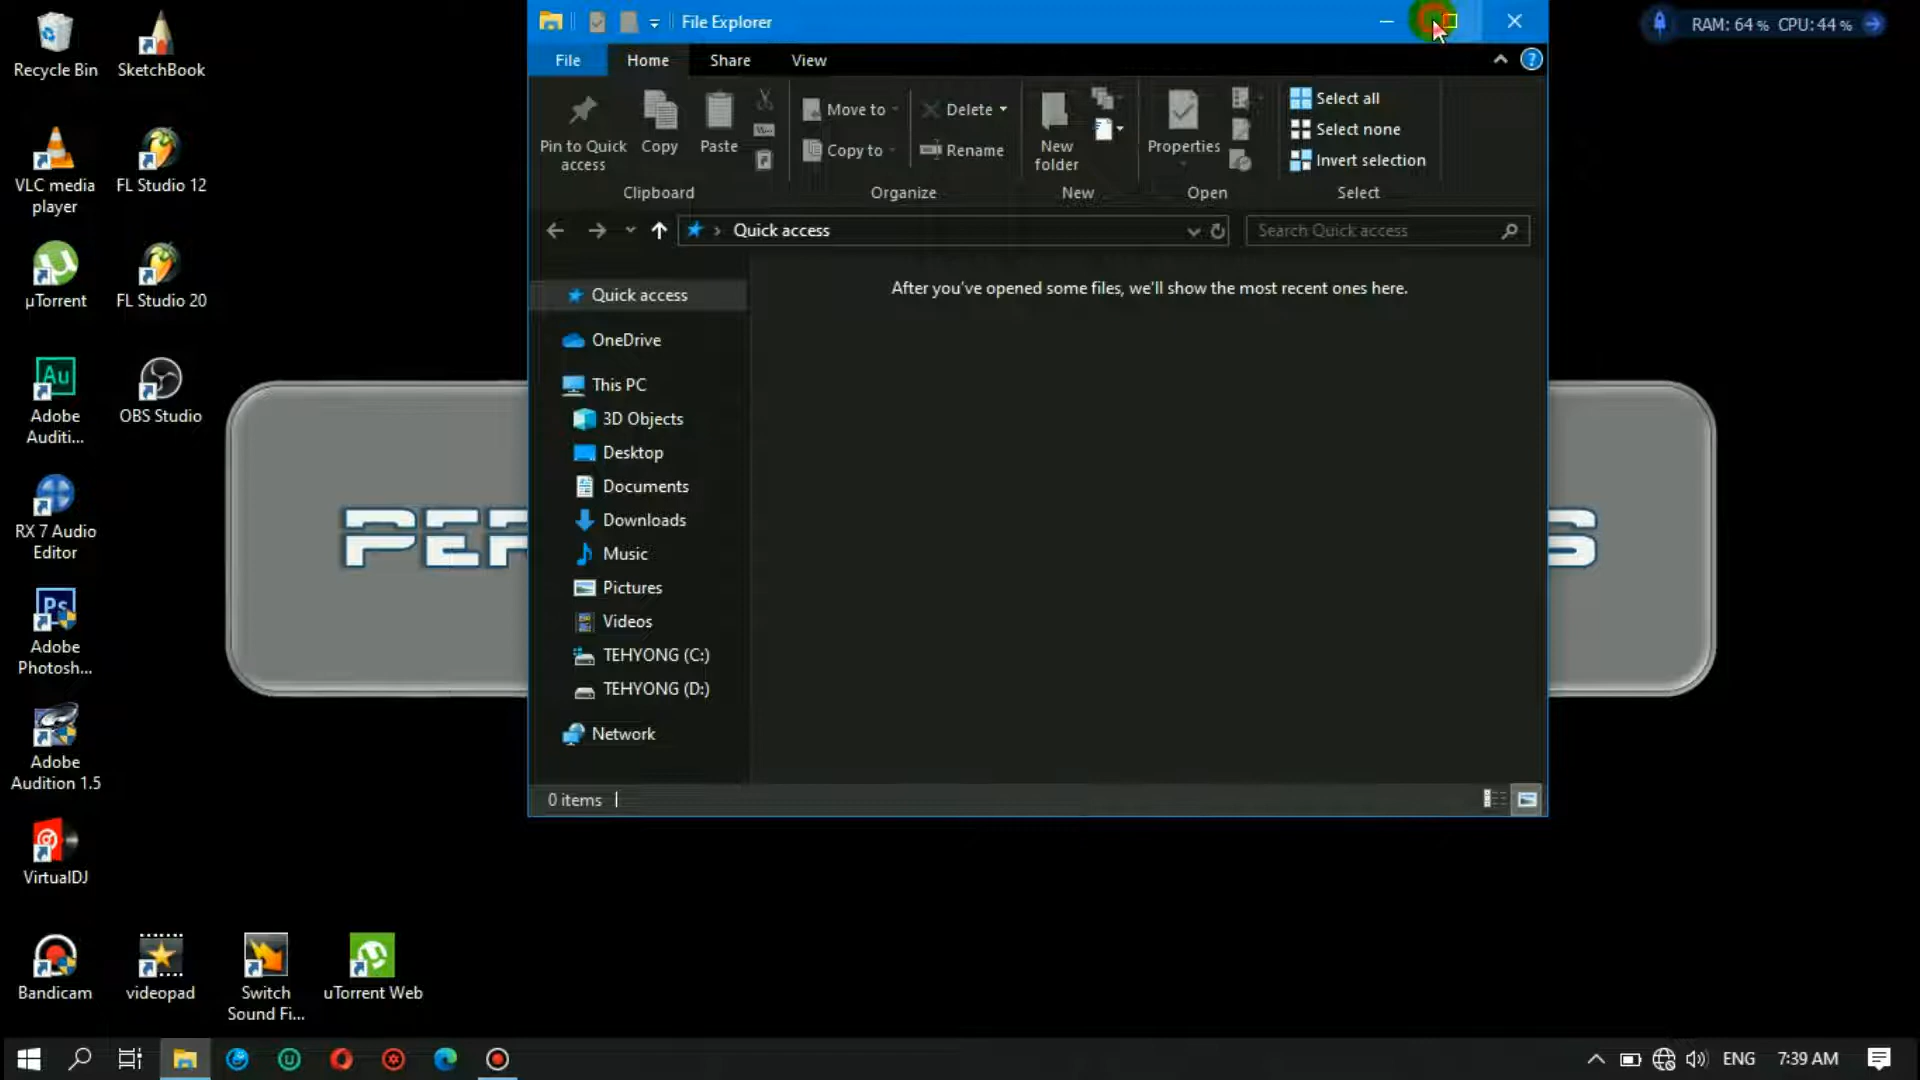 File Explorer
RAM: 64 % CPU: 44 %
File
Home
Share
View
Pin to Quick
access
Copy
Paste
Move to
Copy to
Delete
Rename
New
folder
Properties
Select all
Select none
Invert selection
Clipboard
Organize
New
Open
Select
Quick access
Search Quick access
After you've opened some files, we'll show the most recent ones here.
Quick access
OneDrive
This PC
3D Objects
Desktop
Documents
Downloads
Music
Pictures
Videos
TEHYONG (C:)
TEHYONG (D:)
Network
0 items
Recycle Bin
SketchBook
VLC media
player
FL Studio 12
µTorrent
FL Studio 20
Au
Adobe
Auditi...
OBS Studio
RX 7 Audio
Editor
Ps
Adobe
Photosh...
Adobe
Audition 1.5
VirtualDJ
Bandicam
videopad
Switch
Sound Fi...
uTorrent Web
ENG
7:39 AM